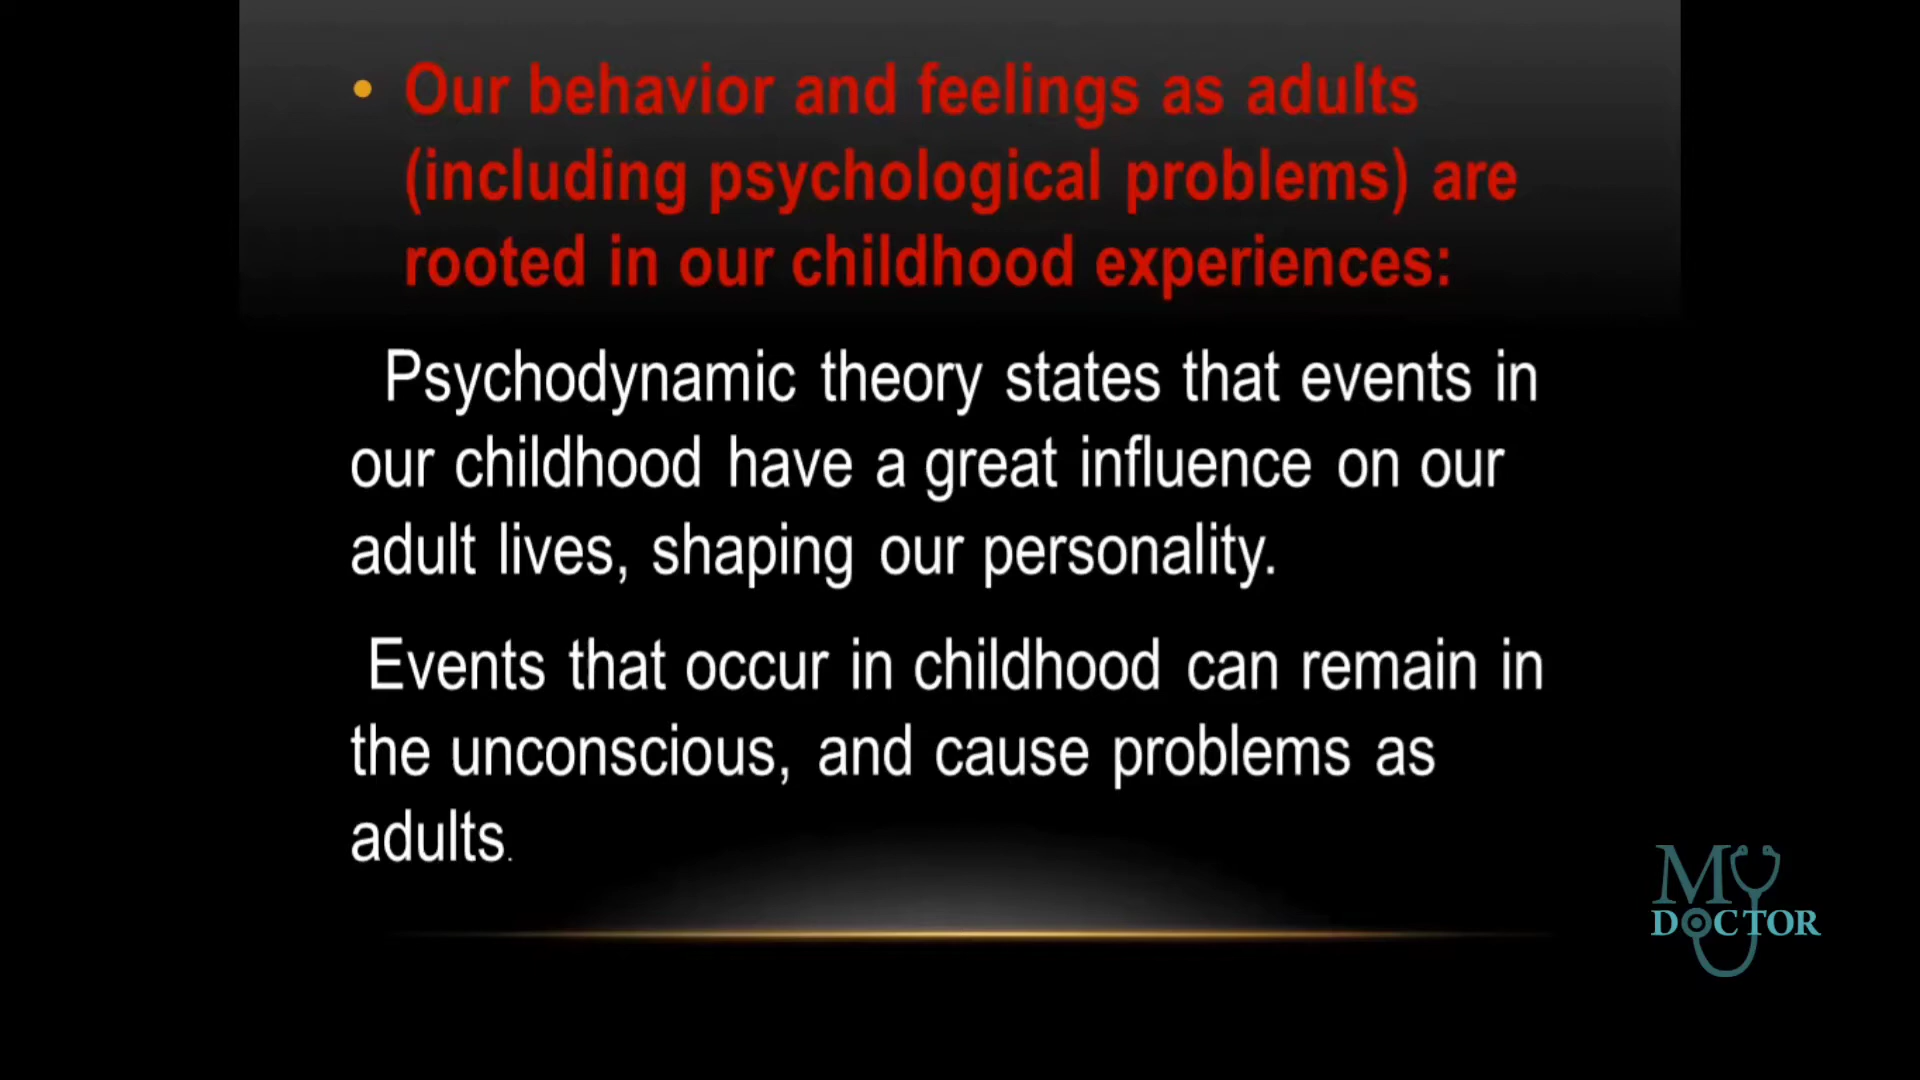 • Our behavior and feelings as adults
(including psychological problems) are
rooted in our childhood experiences:
Psychodynamic theory states that events in
our childhood have a great influence on our
adult lives, shaping our personality.
Events that occur in childhood can remain in
the unconscious, and cause problems as
adults.
My
DOCTOR